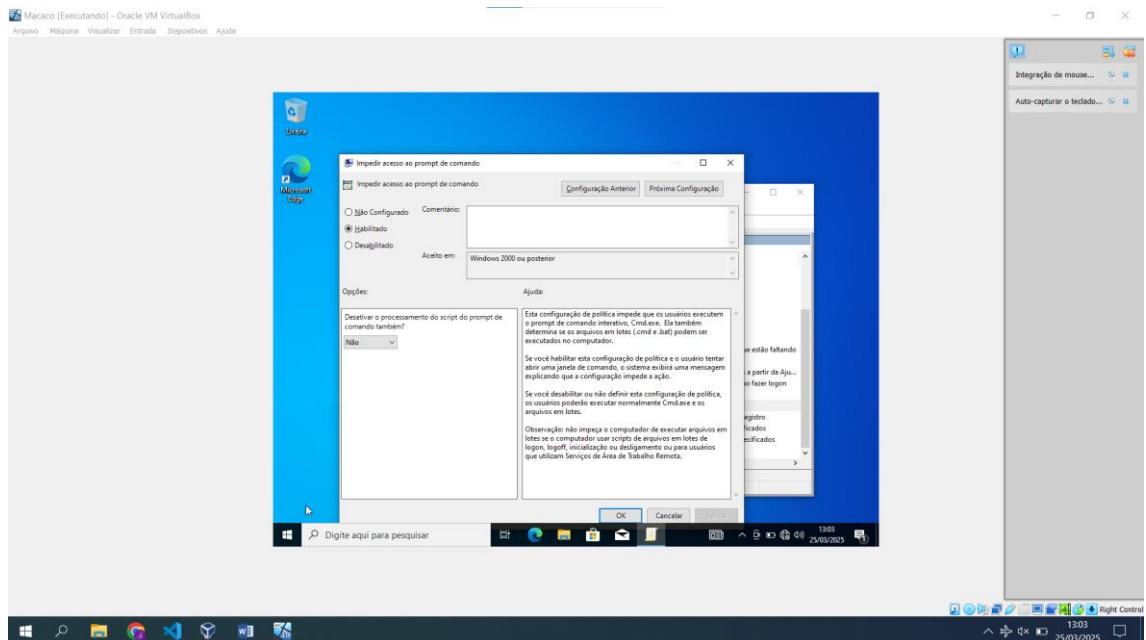 Macaco [Executando] - Oracle VM VirtualBox
Arquivo Máquina Visualizar Entrada Dispositivos Ajuda
Integração de mouse...
Auto-capturar o teclado...
Lixeira
Microsoft
Edge
Impedir acesso ao prompt de comando
Impedir acesso ao prompt de comando
Configuração Anterior
Próxima Configuração
Não Configurado
Habilitado
Desabilitado
Comentário:
Aceito em:
Windows 2000 ou posterior
Opções:
Ajuda:
Desativar o processamento do script do prompt de
comando também?
Não
Esta configuração de política impede que os usuários executem
o prompt de comando interativo, Cmd.exe. Ela também
determina se os arquivos em lotes (.cmd e .bat) podem ser
executados no computador.
Se você habilitar esta configuração de política e o usuário tentar
abrir uma janela de comando, o sistema exibirá uma mensagem
explicando que a configuração impede a ação.
Se você desabilitar ou não definir esta configuração de política,
os usuários poderão executar normalmente Cmd.exe e os
arquivos em lotes.
Observação: não impeça o computador de executar arquivos em
lotes se o computador usar scripts de arquivos em lotes de
logon, logoff, inicialização ou desligamento ou para usuários
que utilizam Serviços de Área de Trabalho Remota.
ue estão faltando
a partir de Aju...
o fazer logon
egistro
ficados
ecificados
OK
Cancelar
Aplicar
Digite aqui para pesquisar
13:03
25/03/2025
Right Control
13:03
25/03/2025